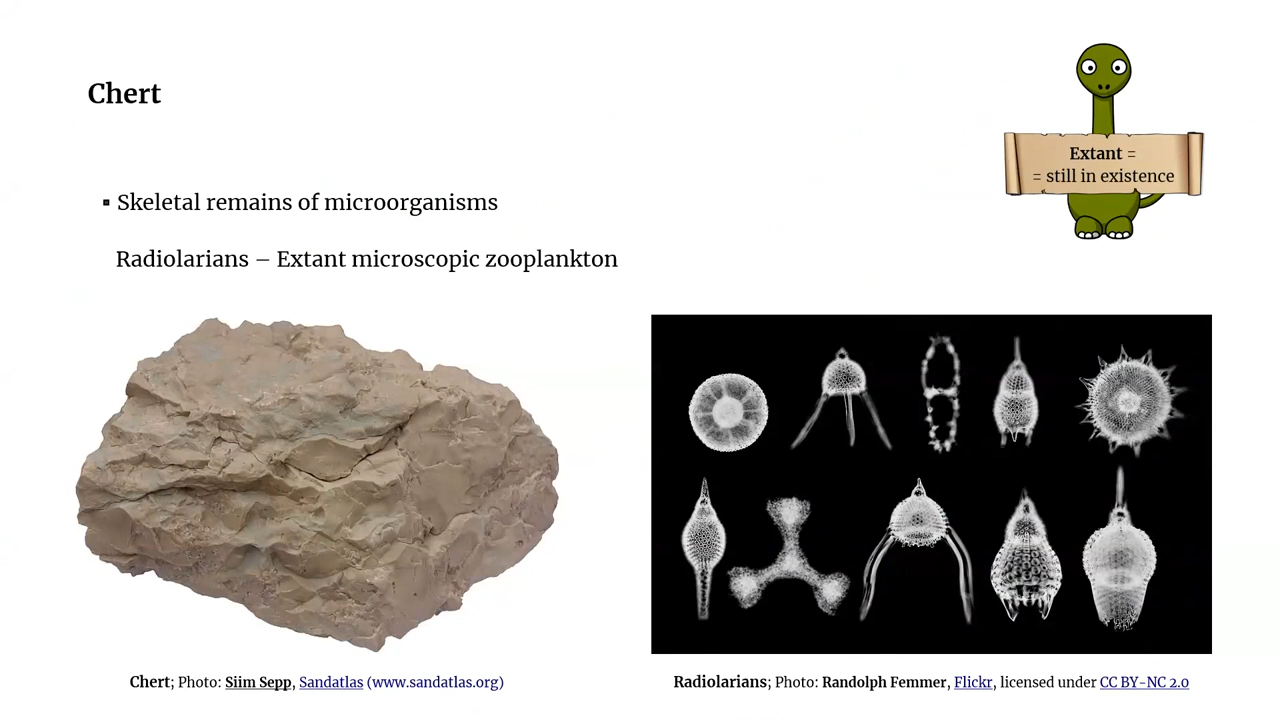 Chert
Extant =
= still in existence
▪ Skeletal remains of microorganisms
Radiolarians – Extant microscopic zooplankton
Chert; Photo: Siim Sepp, Sandatlas (www.sandatlas.org)
Radiolarians; Photo: Randolph Femmer, Flickr, licensed under CC BY-NC 2.0